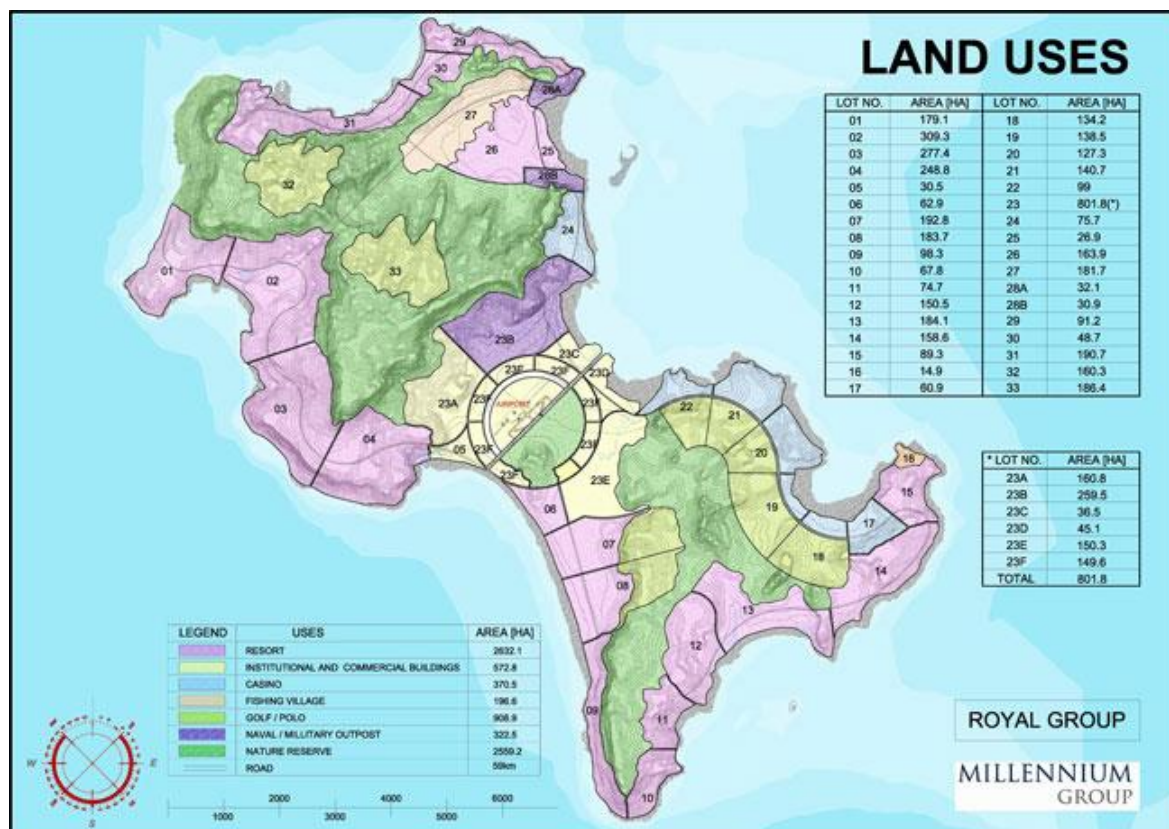 LAND USES
LOT NO. AREA [HA] LOT NO. AREA [HA]
01 179.1 18 134.2
02 309.3 19 138.5
03 277.4 20 127.3
04 248.8 21 140.7
05 30.5 22 99
06 62.9 23 801.8(*)
07 192.8 24 75.7
08 183.7 25 26.9
09 98.3 26 163.9
10 67.8 27 181.7
11 74.7 28A 32.1
12 150.5 28B 30.9
13 184.1 29 91.2
14 158.6 30 48.7
15 89.3 31 190.7
16 14.9 32 160.3
17 60.9 33 186.4
* LOT NO. AREA [HA]
23A 160.8
23B 259.5
23C 36.5
23D 45.1
23E 150.3
23F 149.6
TOTAL 801.8
29
30
28A
31
27
26
25
28B
32
24
33
01
02
23B
23C
23F
23F
23D
23A
23F
AIRPORT
23F
03
04
05
23F
23F
23F
23E
22
21
20
19
18
17
16
15
14
06
07
08
13
12
09
11
10
LEGEND USES AREA [HA]
RESORT 2632.1
INSTITUTIONAL AND COMMERCIAL BUILDINGS 572.8
CASINO 370.5
FISHING VILLAGE 196.6
GOLF / POLO 908.9
NAVAL / MILLITARY OUTPOST 322.5
NATURE RESERVE 2559.2
ROAD 59km
W E
S
2000 4000 6000
1000 3000 5000
ROYAL GROUP
MILLENNIUM
GROUP